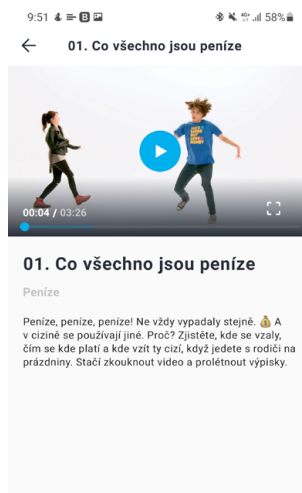 9:51
58%
01. Co všechno jsou peníze
00:04 / 03:26
01. Co všechno jsou peníze
Peníze
Peníze, peníze, peníze! Ne vždy vypadaly stejně. 💰 A
v cizině se používají jiné. Proč? Zjistěte, kde se vzaly,
čím se kde platí a kde vzít ty cizí, když jedete s rodiči na
prázdniny. Stačí zkouknout video a prolétnout výpisky.